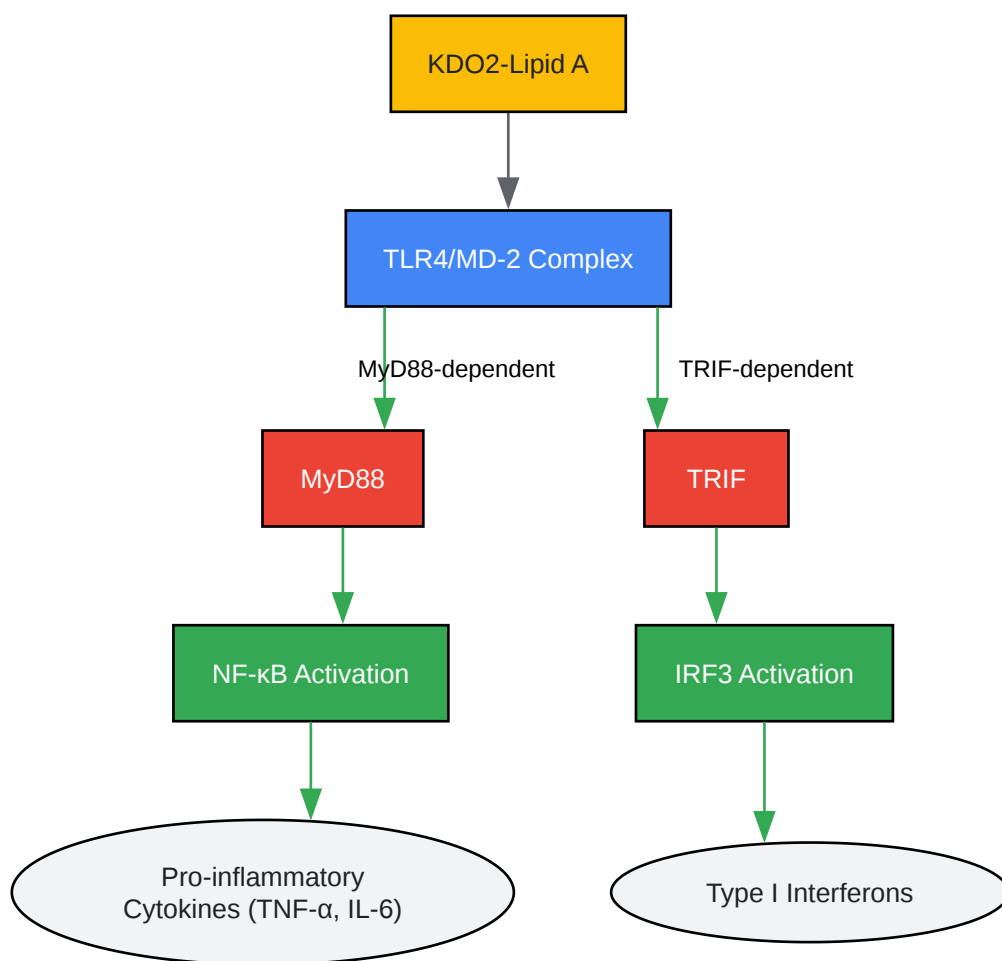 KDO2-Lipid A
TLR4/MD-2 Complex
MyD88-dependent
TRIF-dependent
MyD88
TRIF
NF-κB Activation
IRF3 Activation
Pro-inflammatory
Cytokines (TNF-α, IL-6)
Type I Interferons